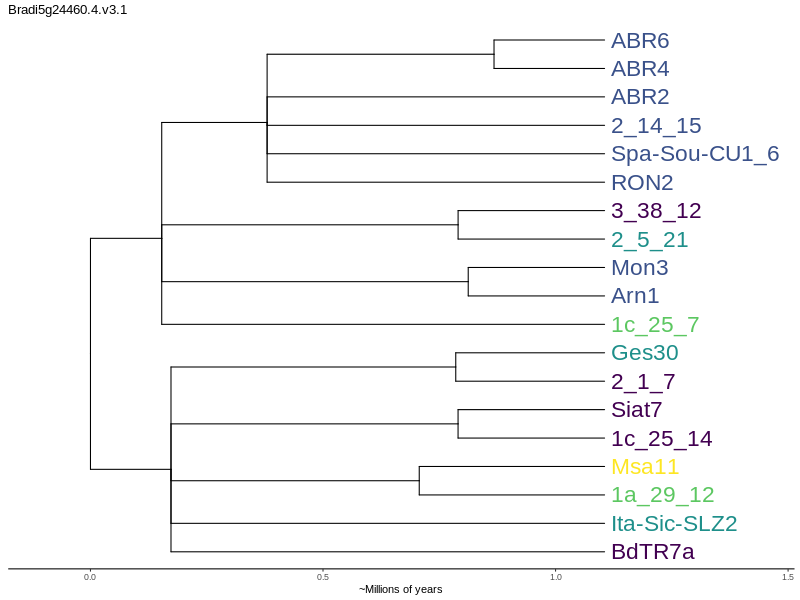 Bradi5g24460.4.v3.1
ABR6
ABR4
ABR2
2_14_15
Spa-Sou-CU1_6
RON2
3_38_12
2_5_21
Mon3
Arn1
1c_25_7
Ges30
2_1_7
Siat7
1c_25_14
Msa11
1a_29_12
Ita-Sic-SLZ2
BdTR7a
0.0 0.5 1.0 1.5
~Millions of years